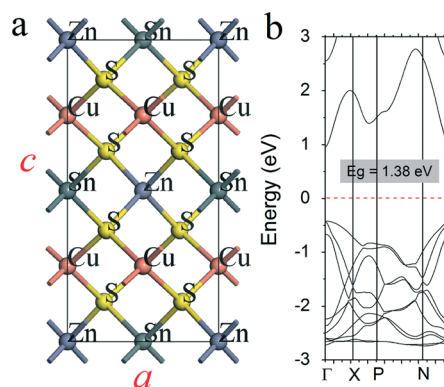 a
b
Zn Sn Zn
S S
Cu Cu Cu
S S
c
Sn Zn Sn
S S
Cu Cu Cu
S S
Zn Sn Zn
a
Energy (eV)
3
2
1
0
-1
-2
-3
Eg = 1.38 eV
Γ X P N